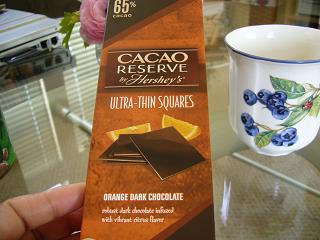 65%
cacao
CACAO
RESERVE
by Hershey's
ULTRA-THIN SQUARES
ORANGE DARK CHOCOLATE
robust dark chocolate infused
with vibrant citrus flavor